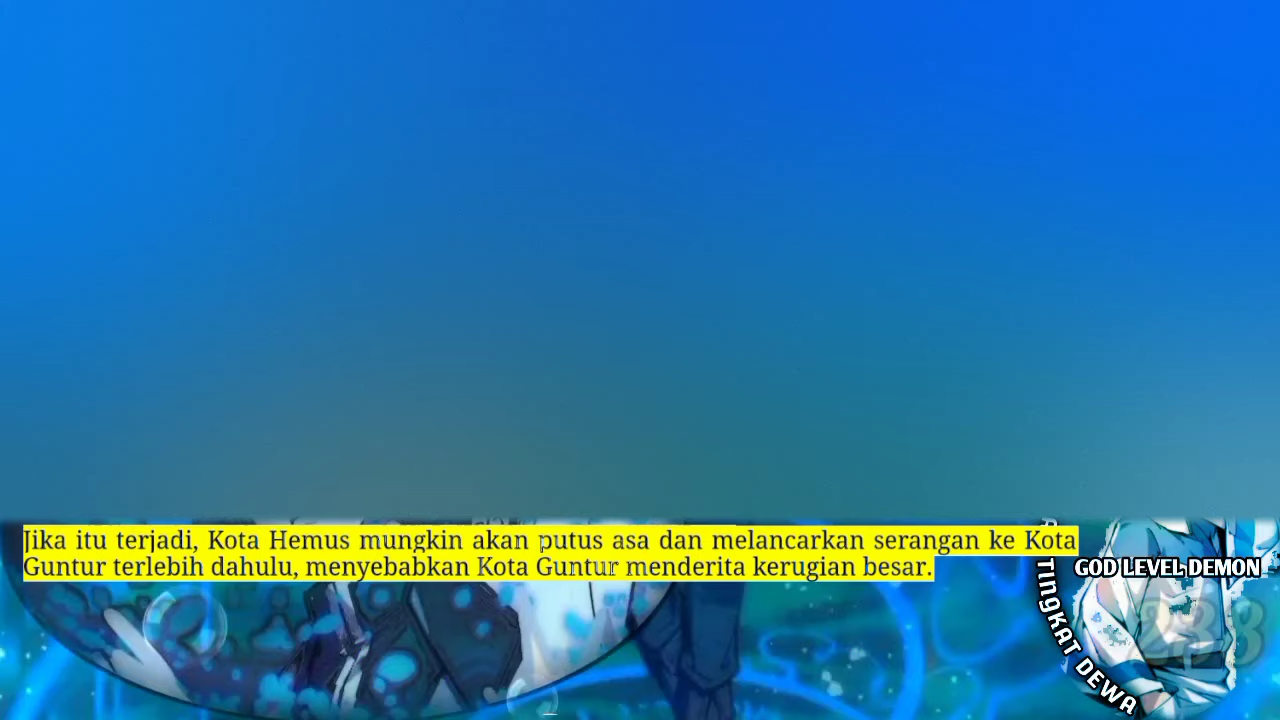 Jika itu terjadi, Kota Hemus mungkin akan putus asa dan melancarkan serangan ke Kota
Guntur terlebih dahulu, menyebabkan Kota Guntur menderita kerugian besar.
GOD LEVEL DEMON
TINGKAT DEWA